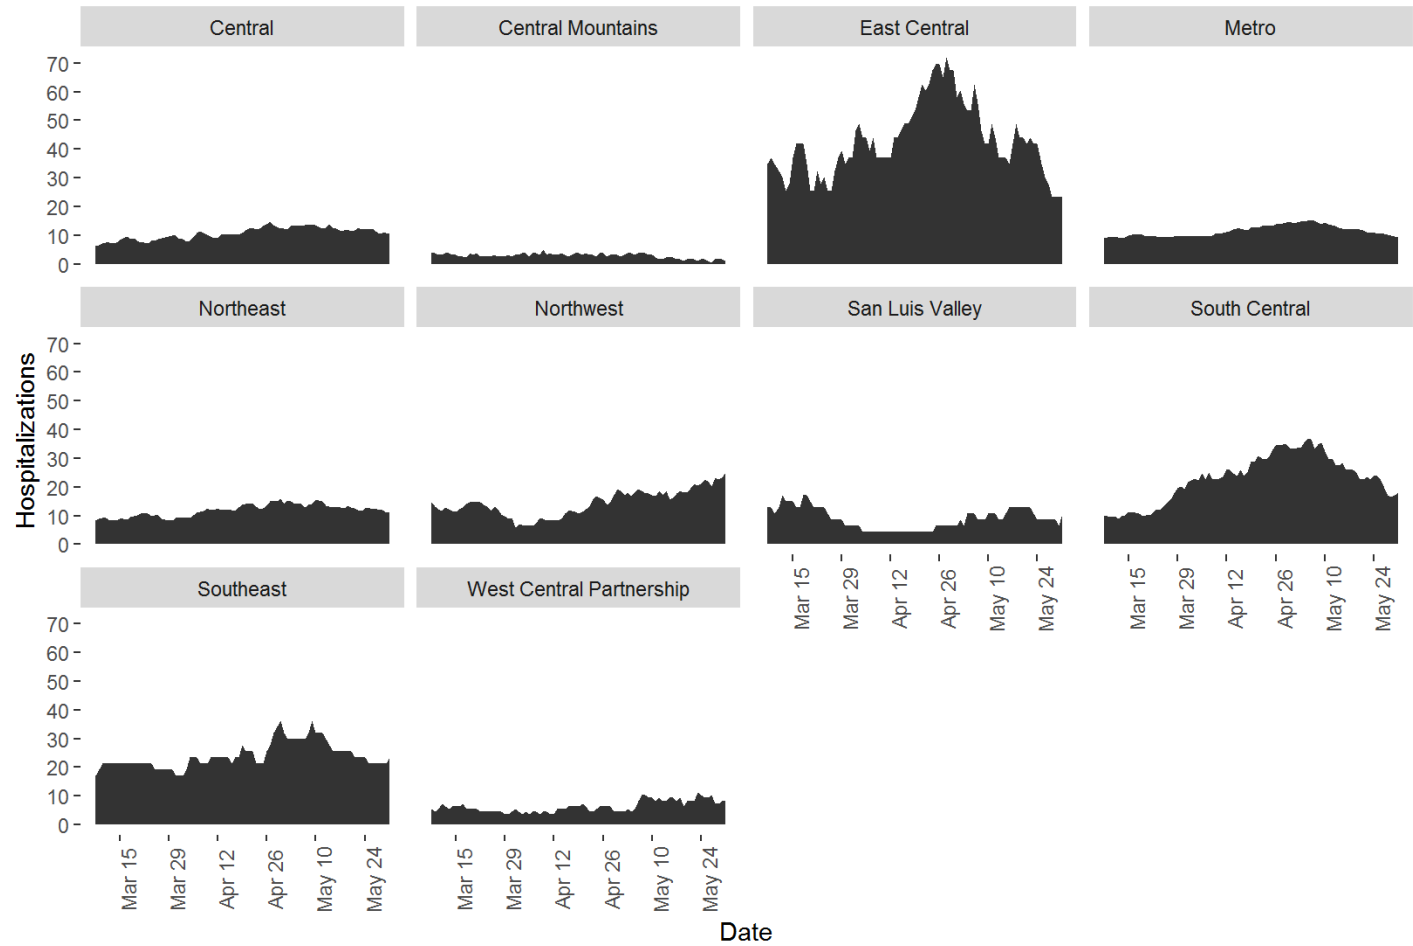 Central
Central Mountains
East Central
Metro
70
60
50
40
30
20
10
0
Northeast
Northwest
San Luis Valley
South Central
70
60
50
40
30
20
10
0
Mar 15
Mar 29
Apr 12
Apr 26
May 10
May 24
Mar 15
Mar 29
Apr 12
Apr 26
May 10
May 24
Hospitalizations
Southeast
West Central Partnership
70
60
50
40
30
20
10
0
Mar 15
Mar 29
Apr 12
Apr 26
May 10
May 24
Mar 15
Mar 29
Apr 12
Apr 26
May 10
May 24
Date